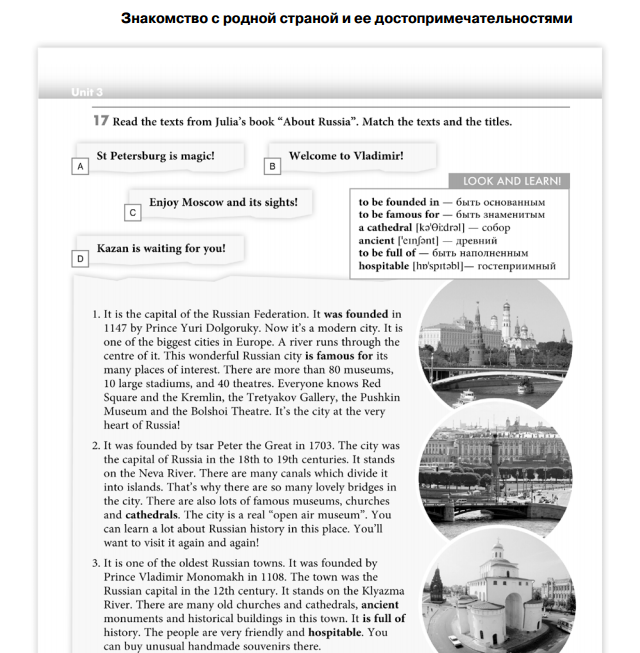 Знакомство с родной страной и ее достопримечательностями
Unit 3
17 Read the texts from Julia's book “About Russia”. Match the texts and the titles.
A St Petersburg is magic!
B Welcome to Vladimir!
C Enjoy Moscow and its sights!
D Kazan is waiting for you!
LOOK AND LEARN!
to be founded in — быть основанным
to be famous for — быть знаменитым
a cathedral [kə'θi:drəl] — собор
ancient ['eɪnʃənt] — древний
to be full of — быть наполненным
hospitable [hɒ'spɪtəbl] — гостеприимный
1. It is the capital of the Russian Federation. It was founded in
1147 by Prince Yuri Dolgoruky. Now it's a modern city. It is
one of the biggest cities in Europe. A river runs through the
centre of it. This wonderful Russian city is famous for its
many places of interest. There are more than 80 museums,
10 large stadiums, and 40 theatres. Everyone knows Red
Square and the Kremlin, the Tretyakov Gallery, the Pushkin
Museum and the Bolshoi Theatre. It's the city at the very
heart of Russia!
2. It was founded by tsar Peter the Great in 1703. The city was
the capital of Russia in the 18th to 19th centuries. It stands
on the Neva River. There are many canals which divide it
into islands. That's why there are so many lovely bridges in
the city. There are also lots of famous museums, churches
and cathedrals. The city is a real “open air museum”. You
can learn a lot about Russian history in this place. You'll
want to visit it again and again!
3. It is one of the oldest Russian towns. It was founded by
Prince Vladimir Monomakh in 1108. The town was the
Russian capital in the 12th century. It stands on the Klyazma
River. There are many old churches and cathedrals, ancient
monuments and historical buildings in this town. It is full of
history. The people are very friendly and hospitable. You
can buy unusual handmade souvenirs there.